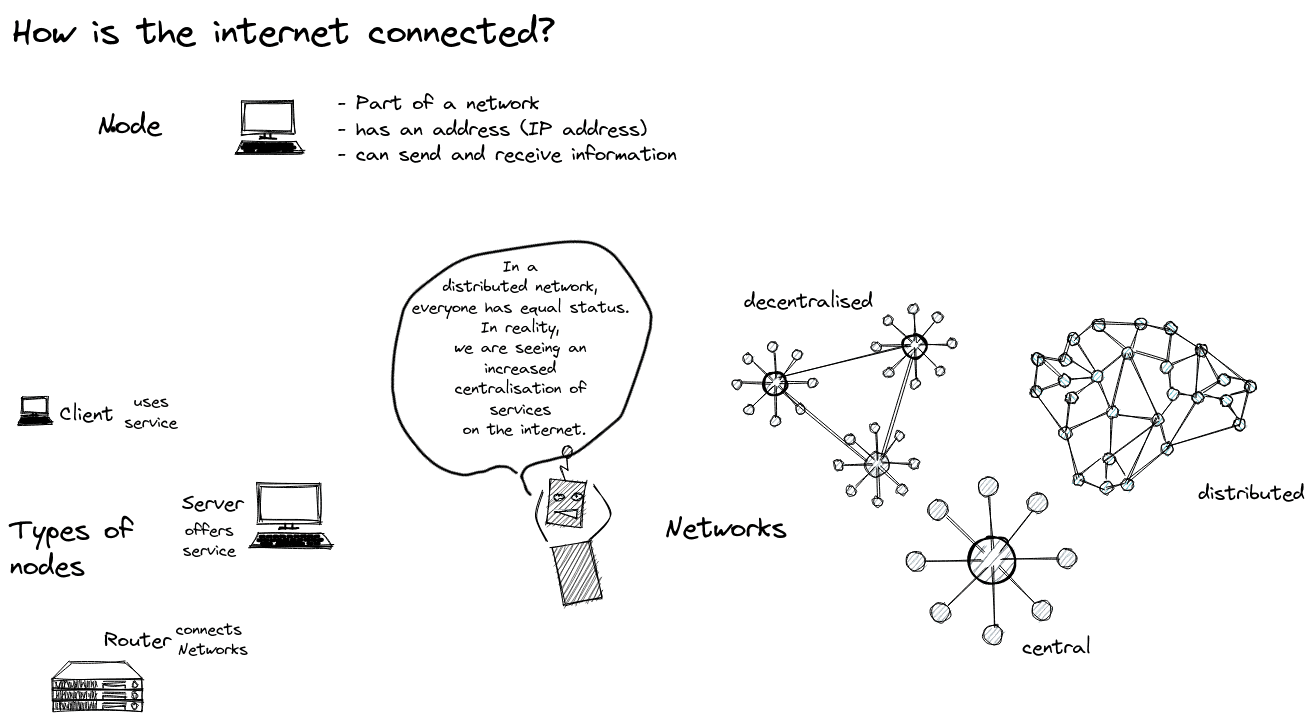 How is the internet connected?
Node
- Part of a network
- has an address (IP address)
- can send and receive information
In a
distributed network,
everyone has equal status.
In reality,
we are seeing an
increased
centralisation of
services
on the internet.
Client
uses
service
Server
offers
service
Types of
nodes
Router
connects
Networks
Networks
decentralised
distributed
central